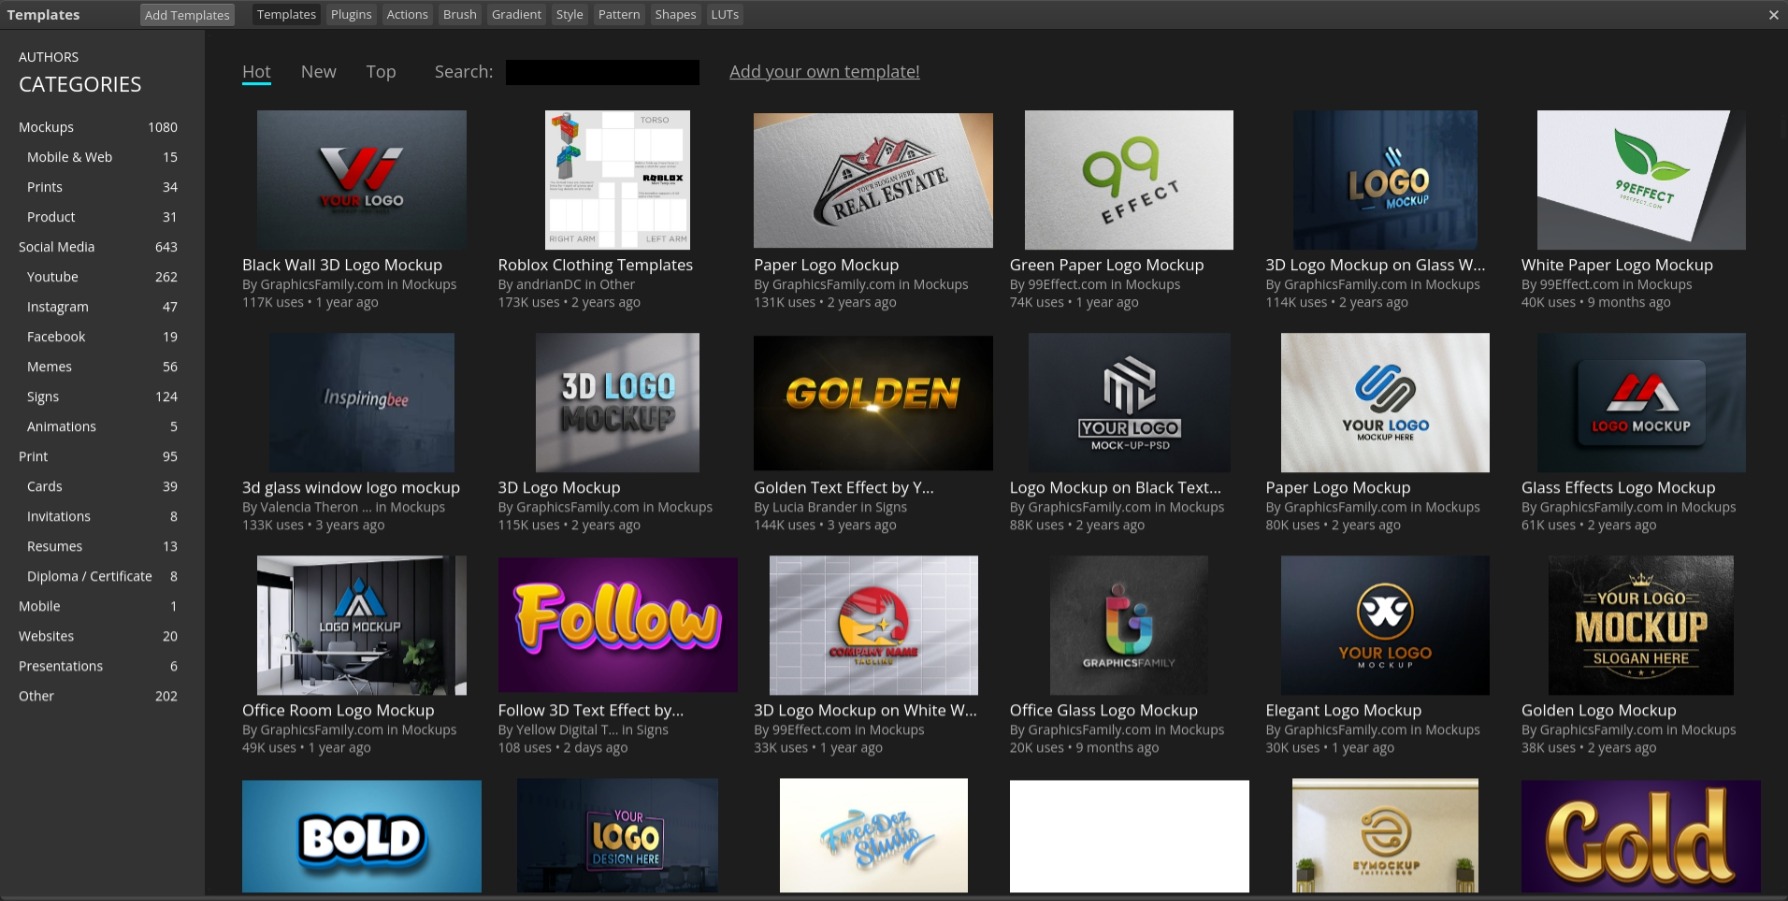 Templates
Add Templates
Templates
Plugins
Actions
Brush
Gradient
Style
Pattern
Shapes
LUTs
AUTHORS
CATEGORIES
Mockups 1080
Mobile & Web 15
Prints 34
Product 31
Social Media 643
Youtube 262
Instagram 47
Facebook 19
Memes 56
Signs 124
Animations 5
Print 95
Cards 39
Invitations 8
Resumes 13
Diploma / Certificate 8
Mobile 1
Websites 20
Presentations 6
Other 202
Hot
New
Top
Search:
Add your own template!
YOUR LOGO
Black Wall 3D Logo Mockup
By GraphicsFamily.com in Mockups
117K uses • 1 year ago
TORSO
ROBLOX
RIGHT ARM
LEFT ARM
Roblox Clothing Templates
By andrianDC in Other
173K uses • 2 years ago
YOUR SLOGAN HERE
REAL ESTATE
Paper Logo Mockup
By GraphicsFamily.com in Mockups
131K uses • 2 years ago
99
EFFECT
Green Paper Logo Mockup
By 99Effect.com in Mockups
74K uses • 1 year ago
LOGO
MOCKUP
3D Logo Mockup on Glass W...
By GraphicsFamily.com in Mockups
114K uses • 2 years ago
99EFFECT
99EFFECT.COM
White Paper Logo Mockup
By 99Effect.com in Mockups
40K uses • 9 months ago
Inspiringbee
3d glass window logo mockup
By Valencia Theron ... in Mockups
133K uses • 3 years ago
3D LOGO
MOCKUP
3D Logo Mockup
By GraphicsFamily.com in Mockups
115K uses • 2 years ago
GOLDEN
Golden Text Effect by Y...
By Lucia Brander in Signs
144K uses • 3 years ago
YOUR LOGO
MOCK-UP-PSD
Logo Mockup on Black Text...
By GraphicsFamily.com in Mockups
88K uses • 2 years ago
YOUR LOGO
MOCKUP HERE
Paper Logo Mockup
By GraphicsFamily.com in Mockups
80K uses • 2 years ago
LOGO MOCKUP
Glass Effects Logo Mockup
By GraphicsFamily.com in Mockups
61K uses • 2 years ago
LOGO MOCKUP
Office Room Logo Mockup
By GraphicsFamily.com in Mockups
49K uses • 1 year ago
Follow
Follow 3D Text Effect by...
By Yellow Digital T... in Signs
108 uses • 2 days ago
COMPANY NAME
TAGLINE
3D Logo Mockup on White W...
By 99Effect.com in Mockups
33K uses • 1 year ago
GRAPHICSFAMILY
Office Glass Logo Mockup
By GraphicsFamily.com in Mockups
20K uses • 9 months ago
YOUR LOGO
MOCKUP
Elegant Logo Mockup
By GraphicsFamily.com in Mockups
30K uses • 1 year ago
YOUR LOGO
MOCKUP
SLOGAN HERE
Golden Logo Mockup
By GraphicsFamily.com in Mockups
38K uses • 2 years ago
BOLD
YOUR
LOGO
DESIGN HERE
FreeDez
Studio
EYMOCKUP
Gold